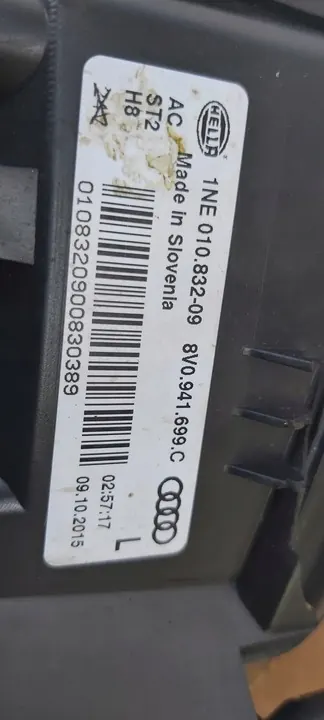 HELLA
1NE 010.832-09 8V0.941.699.C
AC Made in Slovenia
ST2
H8
02:57:17 L
0108320900830389 09.10.2015